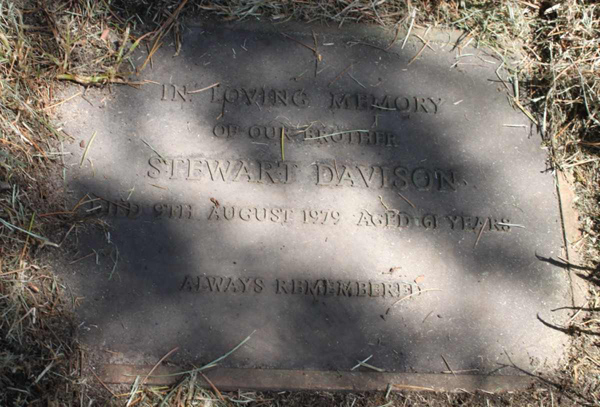 IN LOVING MEMORY
OF OUR BROTHER
STEWART DAVISON
DIED 9TH AUGUST 1979 AGED 61 YEARS
ALWAYS REMEMBERED